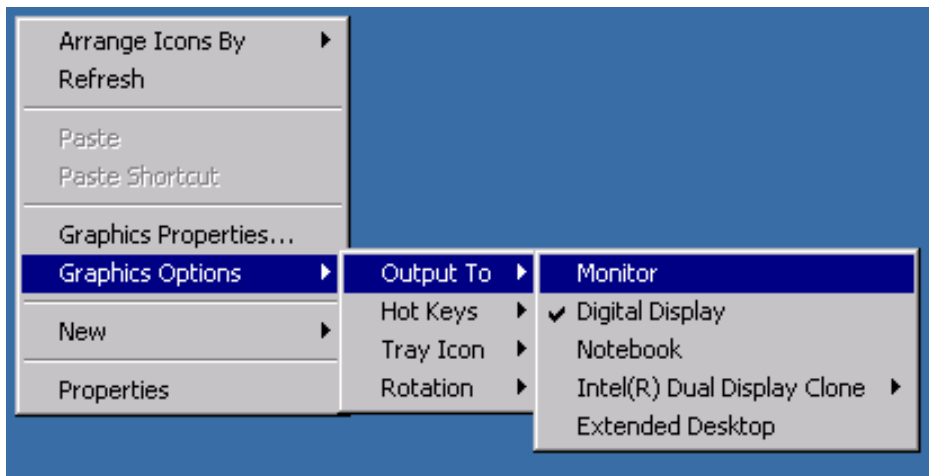 Arrange Icons By
Refresh
Paste
Paste Shortcut
Graphics Properties...
Graphics Options
New
Properties
Output To
Hot Keys
Tray Icon
Rotation
Monitor
Digital Display
Notebook
Intel(R) Dual Display Clone
Extended Desktop